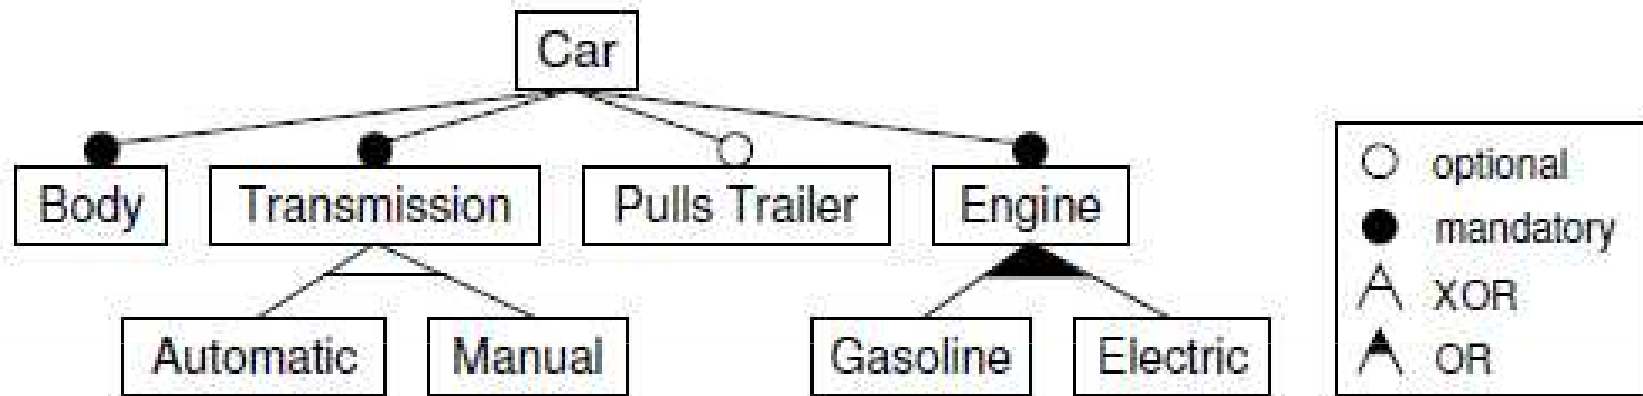 Car
Body
Transmission
Pulls Trailer
Engine
Automatic
Manual
Gasoline
Electric
optional
mandatory
XOR
OR